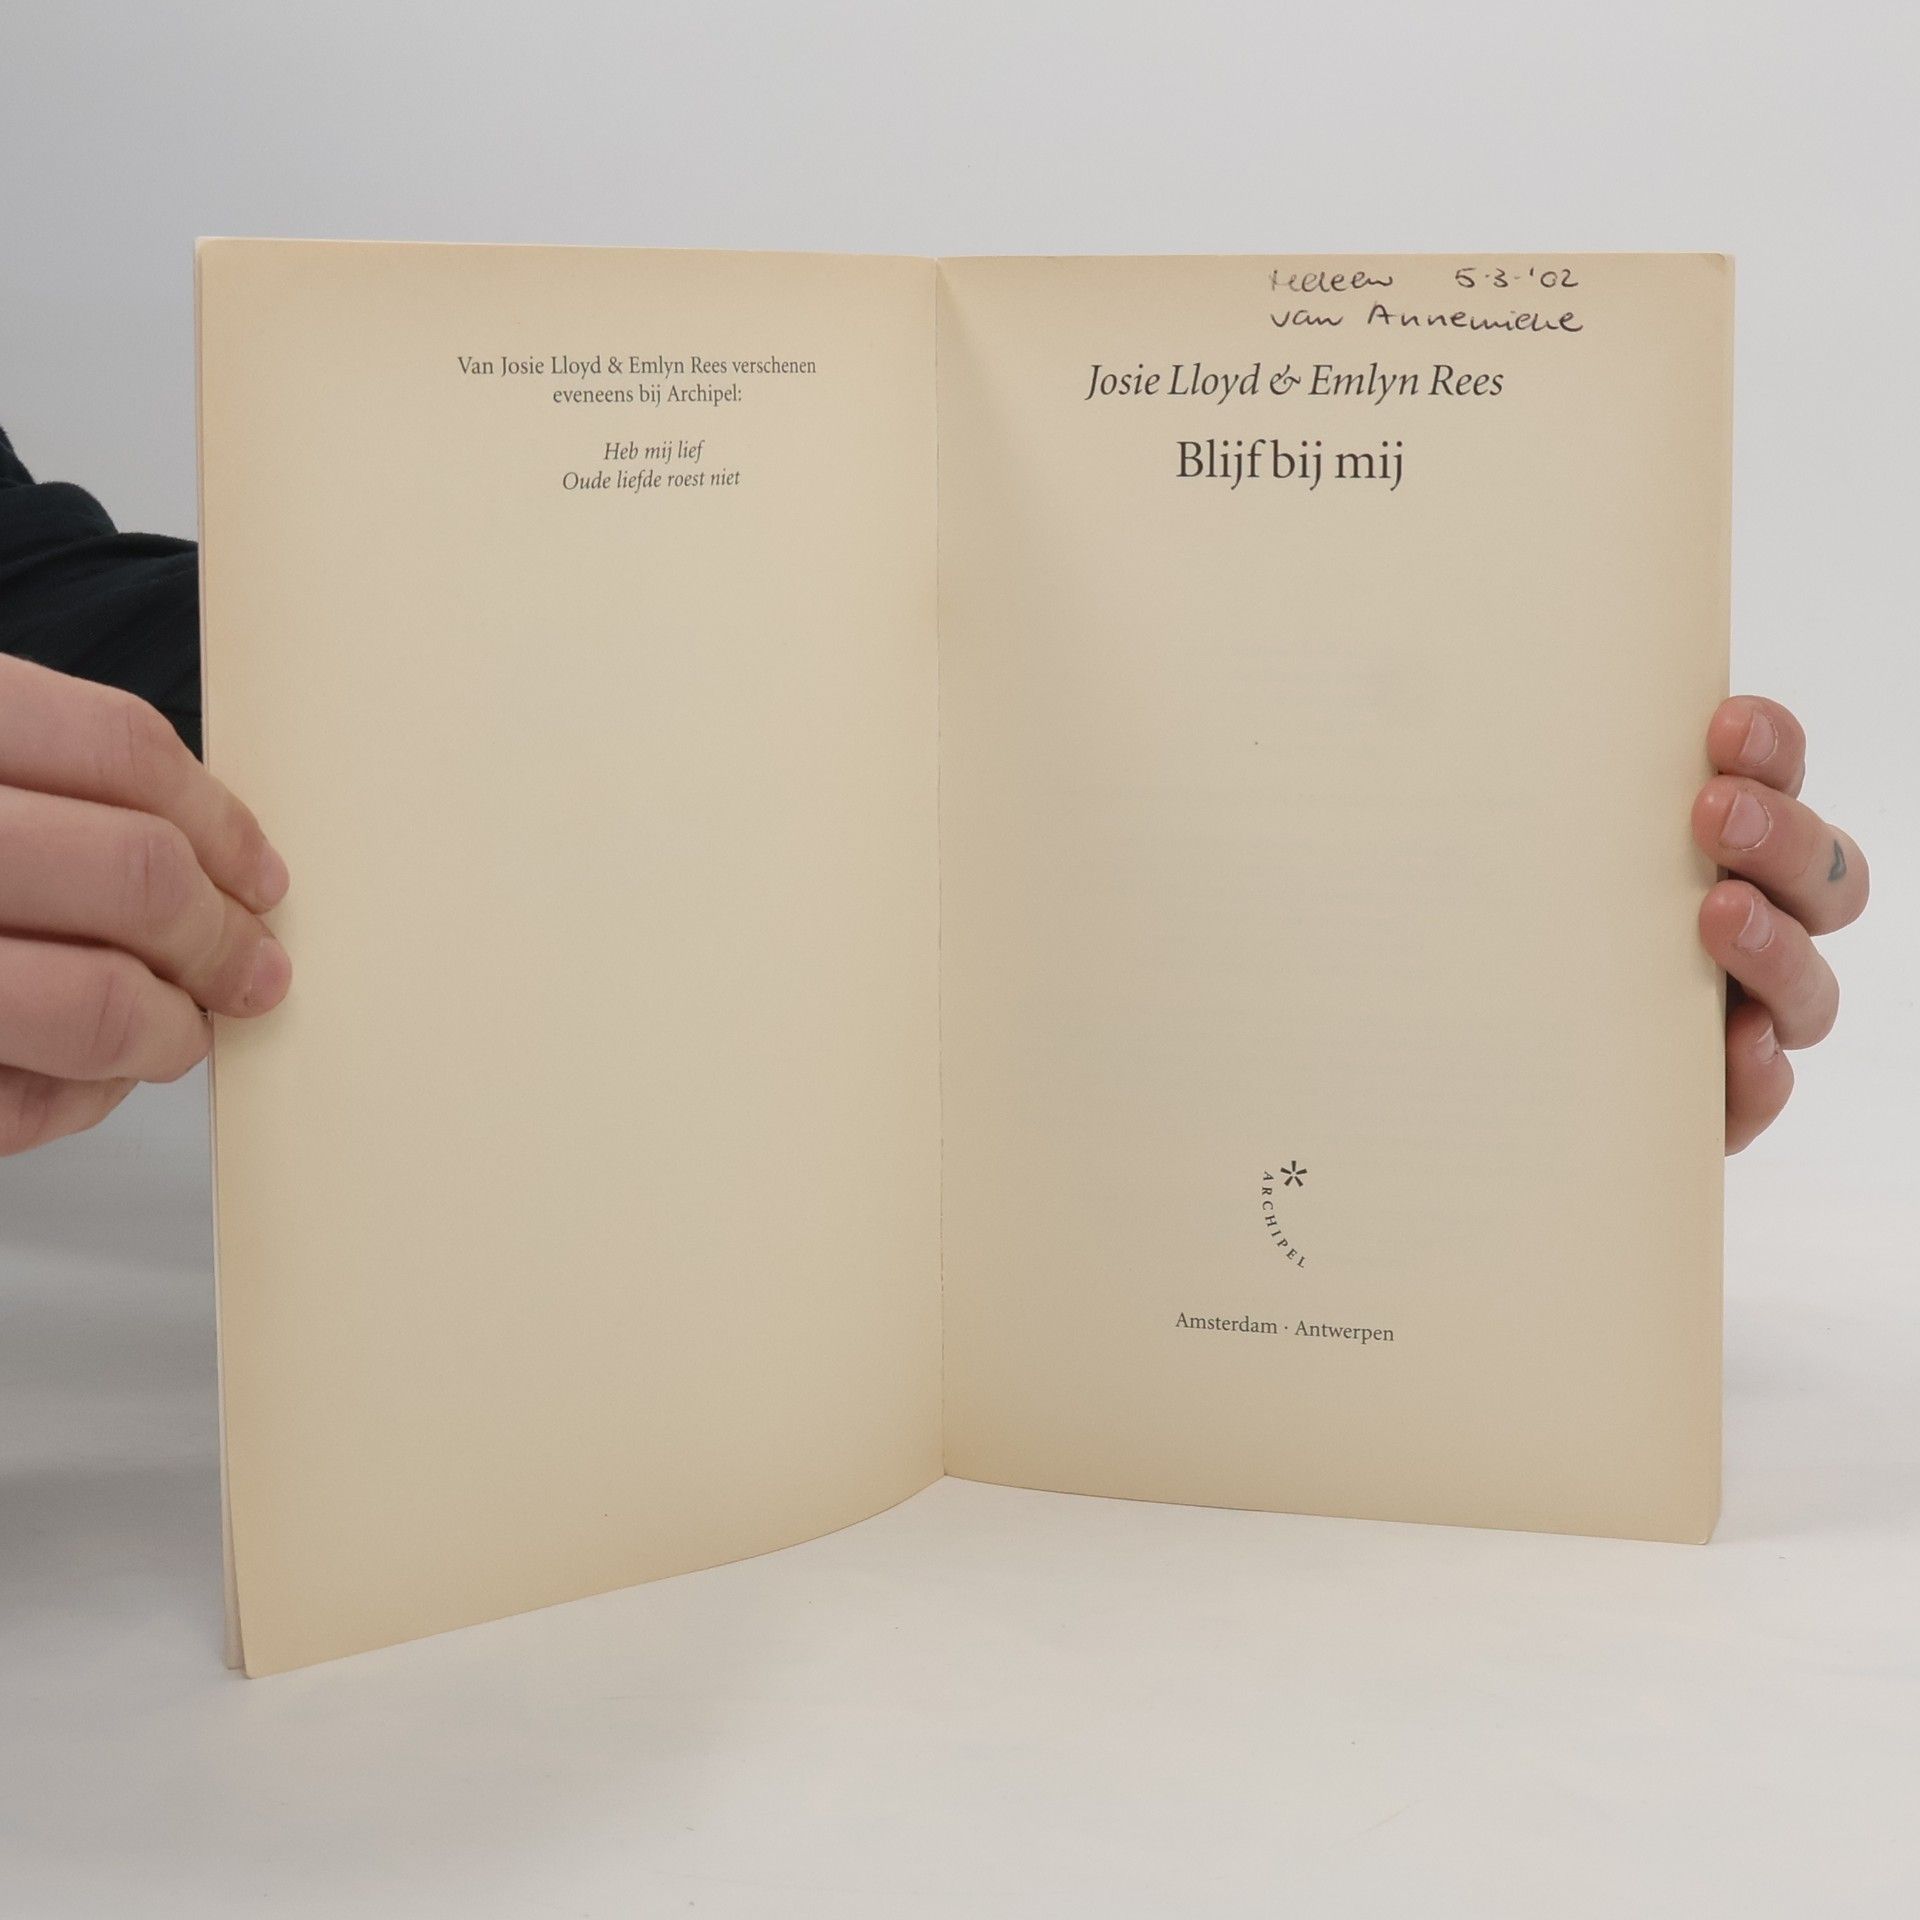 Van Josie Lloyd & Emlyn Rees verschenen
eveneens bij Archipel:
Heb mij lief
Oude liefde roest niet
Heleen 5-3-'02
van Annemieke
Josie Lloyd & Emlyn Rees
Blijf bij mij
ARCHIPEL
Amsterdam · Antwerpen